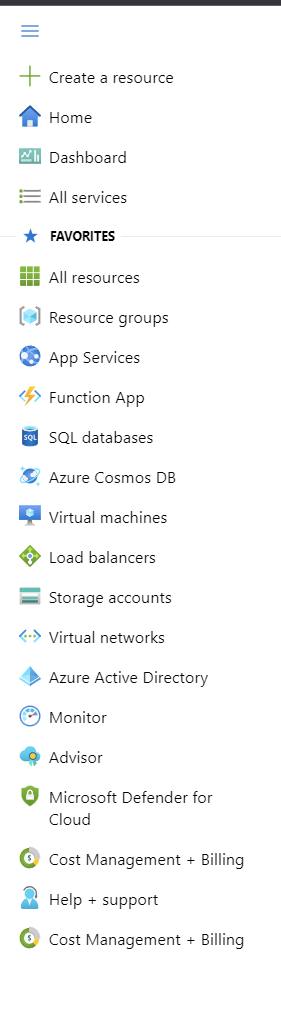 Create a resource
Home
Dashboard
All services
FAVORITES
All resources
Resource groups
App Services
Function App
SQL
SQL databases
Azure Cosmos DB
Virtual machines
Load balancers
Storage accounts
Virtual networks
Azure Active Directory
Monitor
Advisor
Microsoft Defender for
Cloud
$
Cost Management + Billing
Help + support
$
Cost Management + Billing